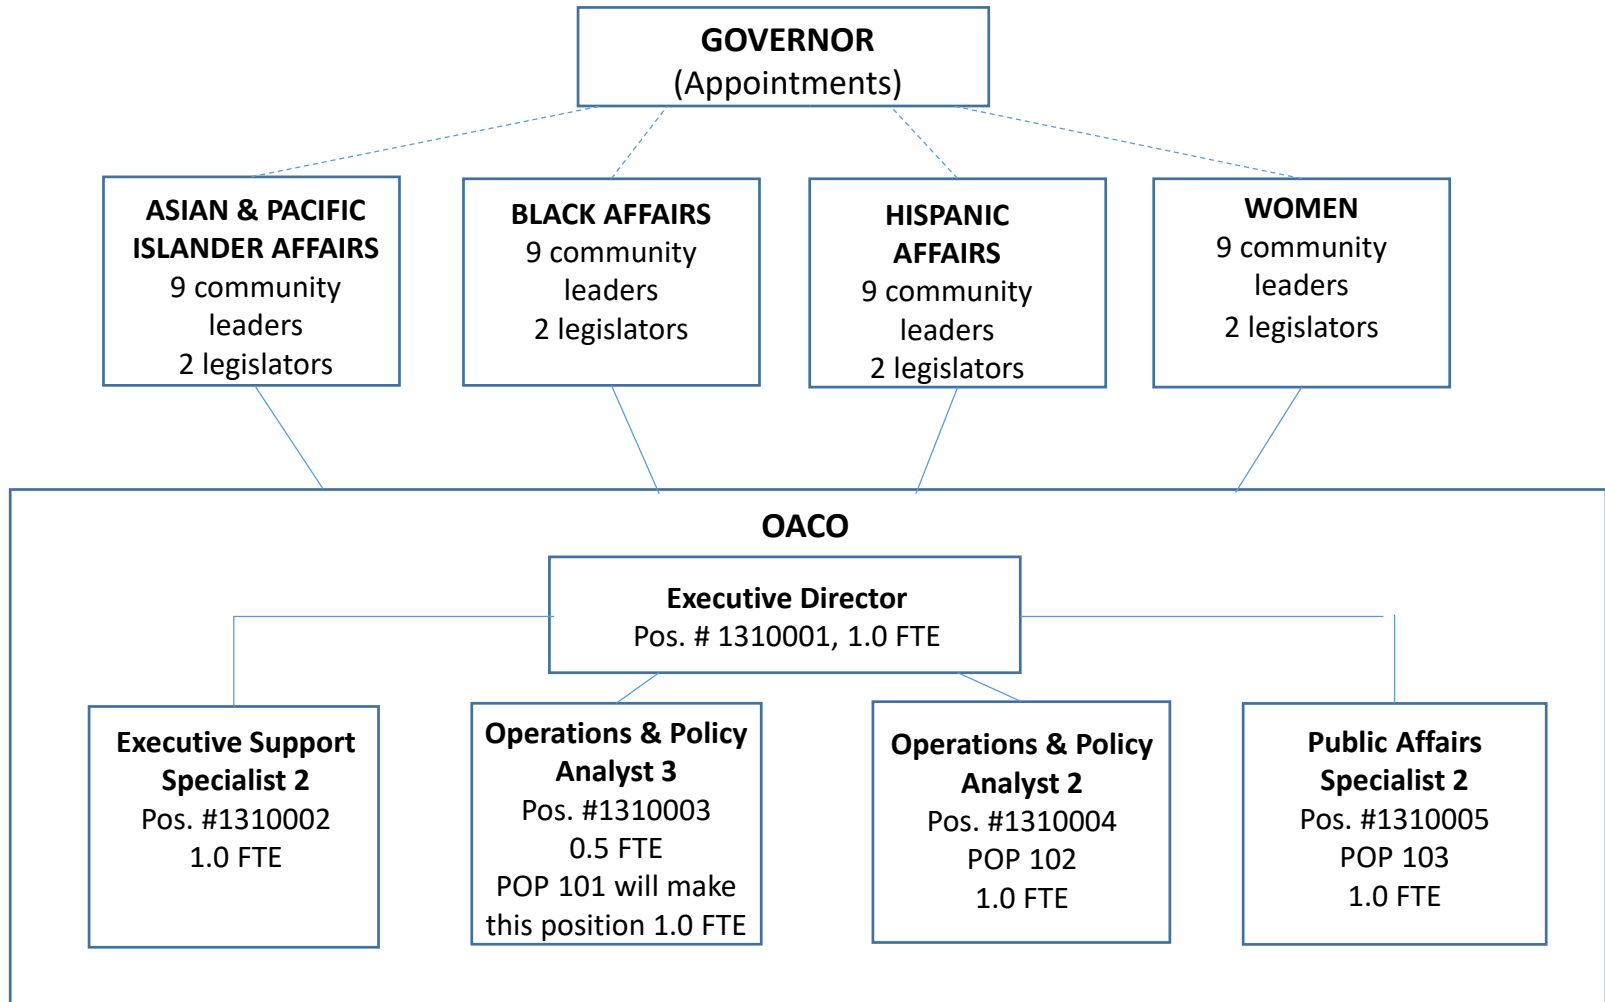 GOVERNOR
(Appointments)
ASIAN & PACIFIC
ISLANDER AFFAIRS
9 community
leaders
2 legislators
BLACK AFFAIRS
9 community
leaders
2 legislators
HISPANIC
AFFAIRS
9 community
leaders
2 legislators
WOMEN
9 community
leaders
2 legislators
OACO
Executive Director
Pos. # 1310001, 1.0 FTE
Executive Support
Specialist 2
Pos. #1310002
1.0 FTE
Operations & Policy
Analyst 3
Pos. #1310003
0.5 FTE
POP 101 will make
this position 1.0 FTE
Operations & Policy
Analyst 2
Pos. #1310004
POP 102
1.0 FTE
Public Affairs
Specialist 2
Pos. #1310005
POP 103
1.0 FTE